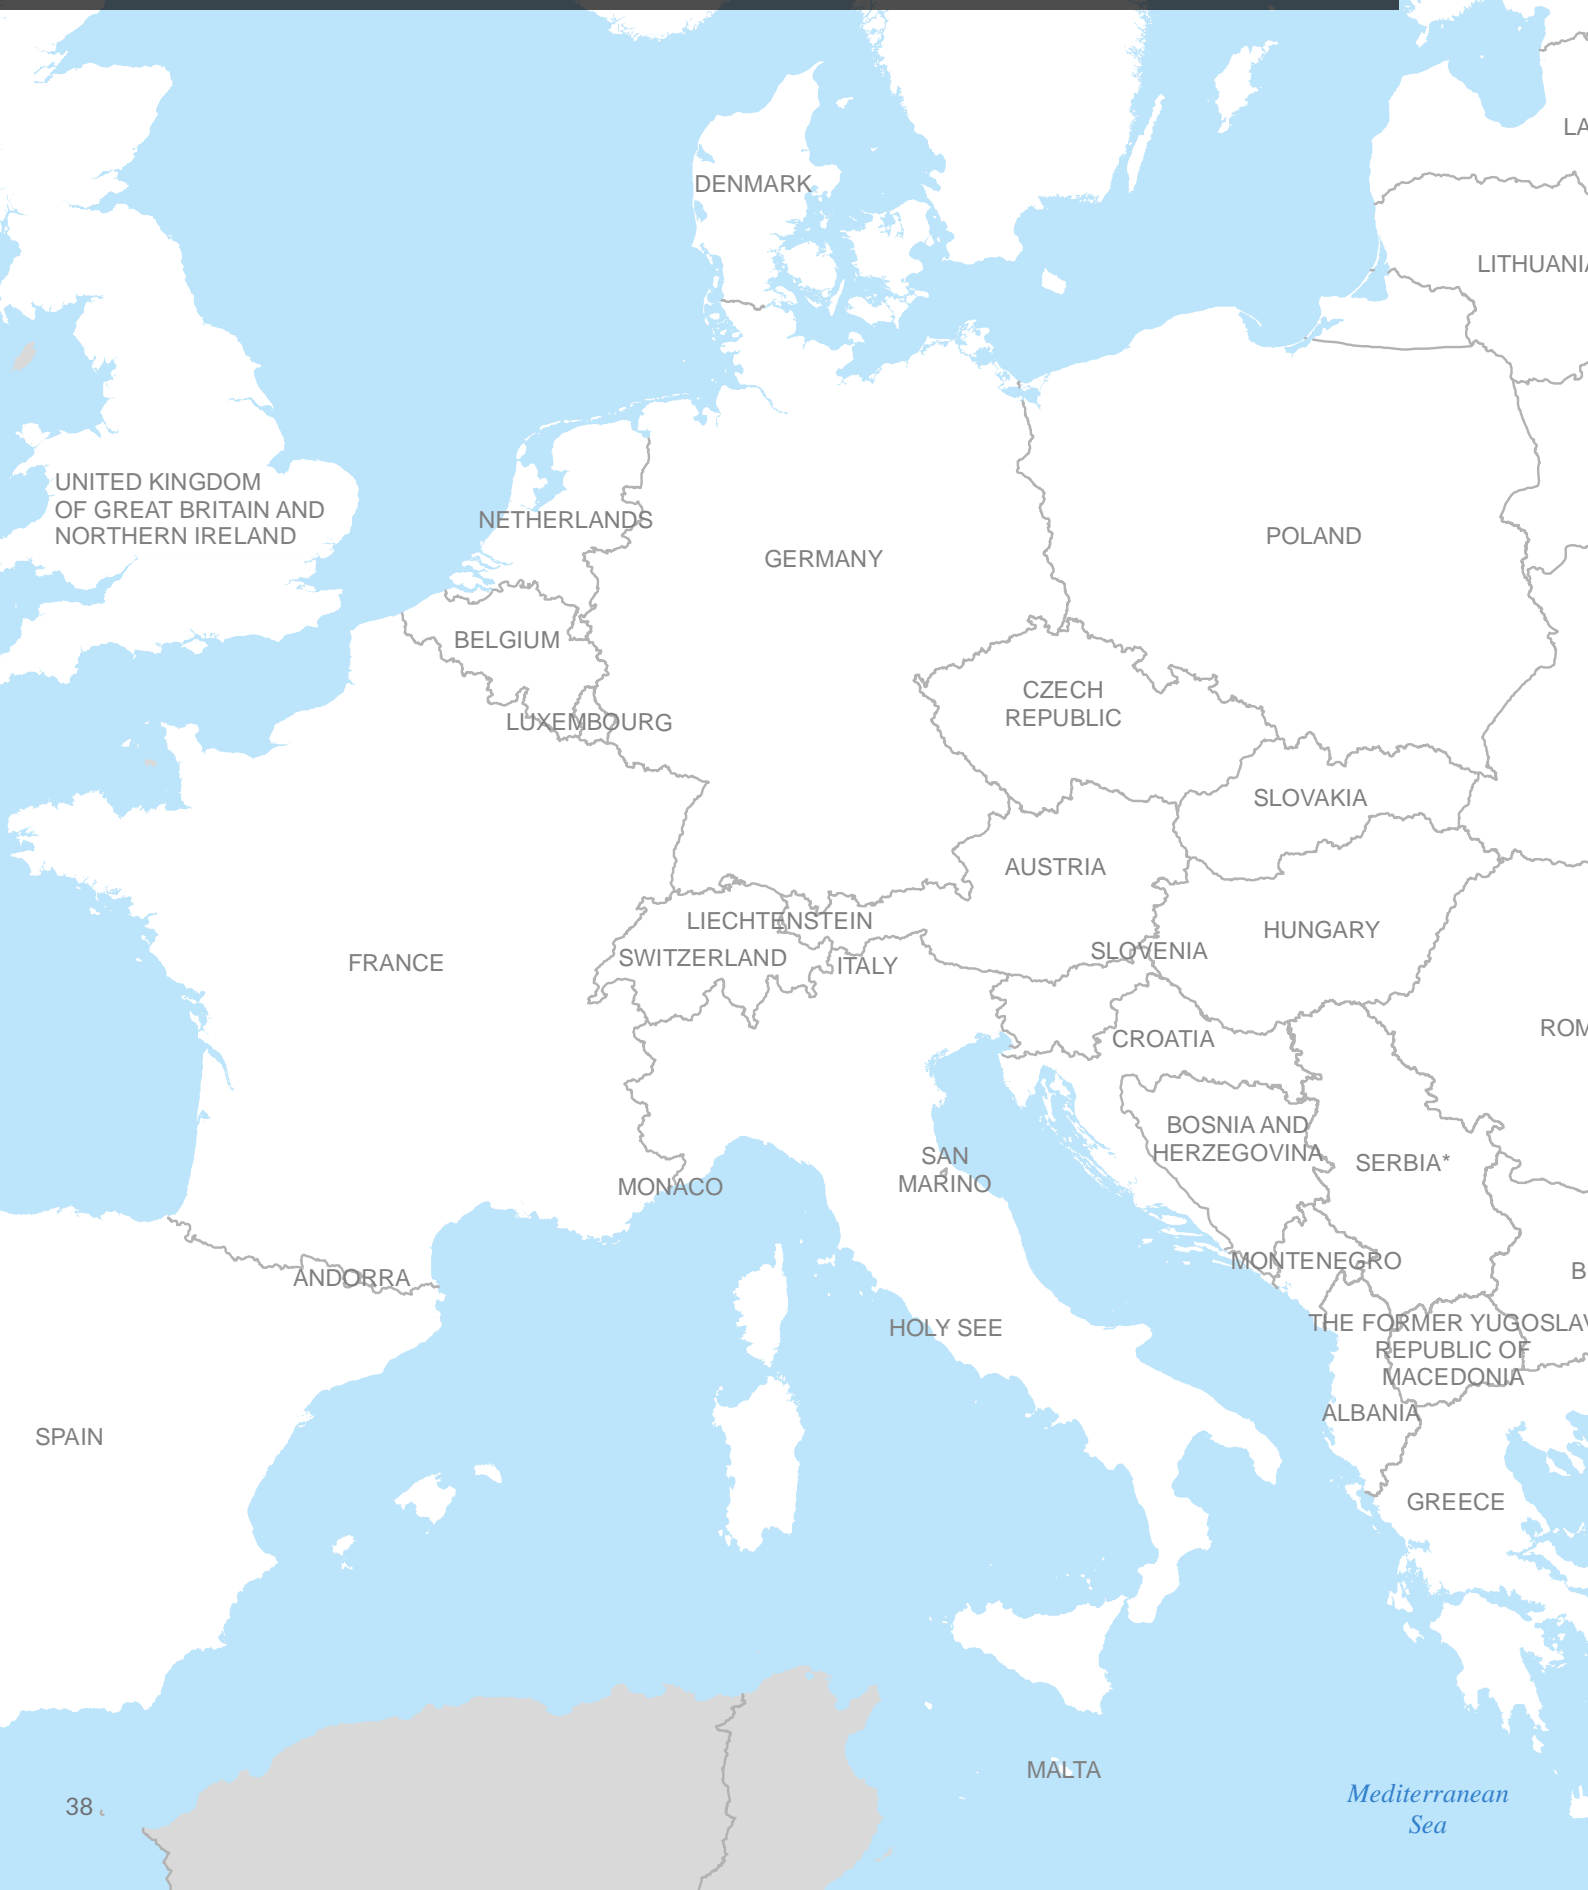 DENMARK
LA
LITHUANIA
UNITED KINGDOM
OF GREAT BRITAIN AND
NORTHERN IRELAND
NETHERLANDS
POLAND
GERMANY
BELGIUM
CZECH
REPUBLIC
LUXEMBOURG
SLOVAKIA
AUSTRIA
LIECHTENSTEIN
HUNGARY
SLOVENIA
FRANCE
SWITZERLAND
ITALY
ROM
CROATIA
BOSNIA AND
HERZEGOVINA
SAN
MARINO
SERBIA*
MONACO
MONTENEGRO
ANDORRA
B
HOLY SEE
THE FORMER YUGOSLAV
REPUBLIC OF
MACEDONIA
ALBANIA
SPAIN
GREECE
MALTA
Mediterranean
Sea
38